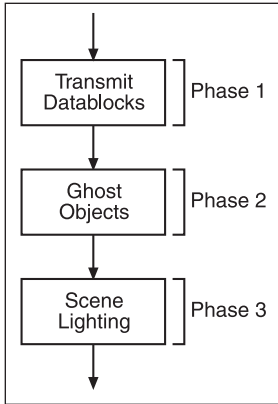 Transmit
Datablocks
Phase 1
Ghost
Objects
Phase 2
Scene
Lighting
Phase 3